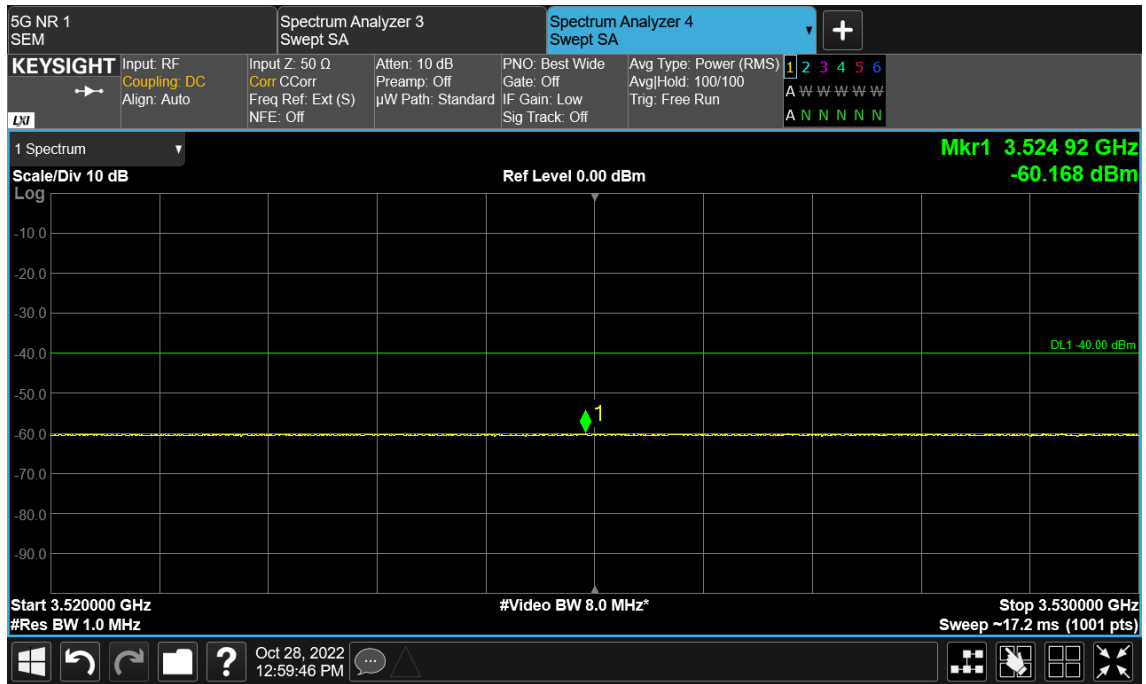 5G NR 1
SEM
Spectrum Analyzer 3
Swept SA
Spectrum Analyzer 4
Swept SA
KEYSIGHT
LXI
Input: RF
Coupling: DC
Align: Auto
Input Z: 50 Ω
Corr CCorr
Freq Ref: Ext (S)
NFE: Off
Atten: 10 dB
Preamp: Off
µW Path: Standard
PNO: Best Wide
Gate: Off
IF Gain: Low
Sig Track: Off
Avg Type: Power (RMS)
Avg|Hold: 100/100
Trig: Free Run
1 2 3 4 5 6
A W W W W W
A N N N N N
1 Spectrum
Mkr1 3.524 92 GHz
-60.168 dBm
Scale/Div 10 dB
Ref Level 0.00 dBm
Log
-10.0
-20.0
-30.0
-40.0
DL1 -40.00 dBm
-50.0
1
-60.0
-70.0
-80.0
-90.0
Start 3.520000 GHz
#Video BW 8.0 MHz*
Stop 3.530000 GHz
#Res BW 1.0 MHz
Sweep ~17.2 ms (1001 pts)
?
Oct 28, 2022
12:59:46 PM